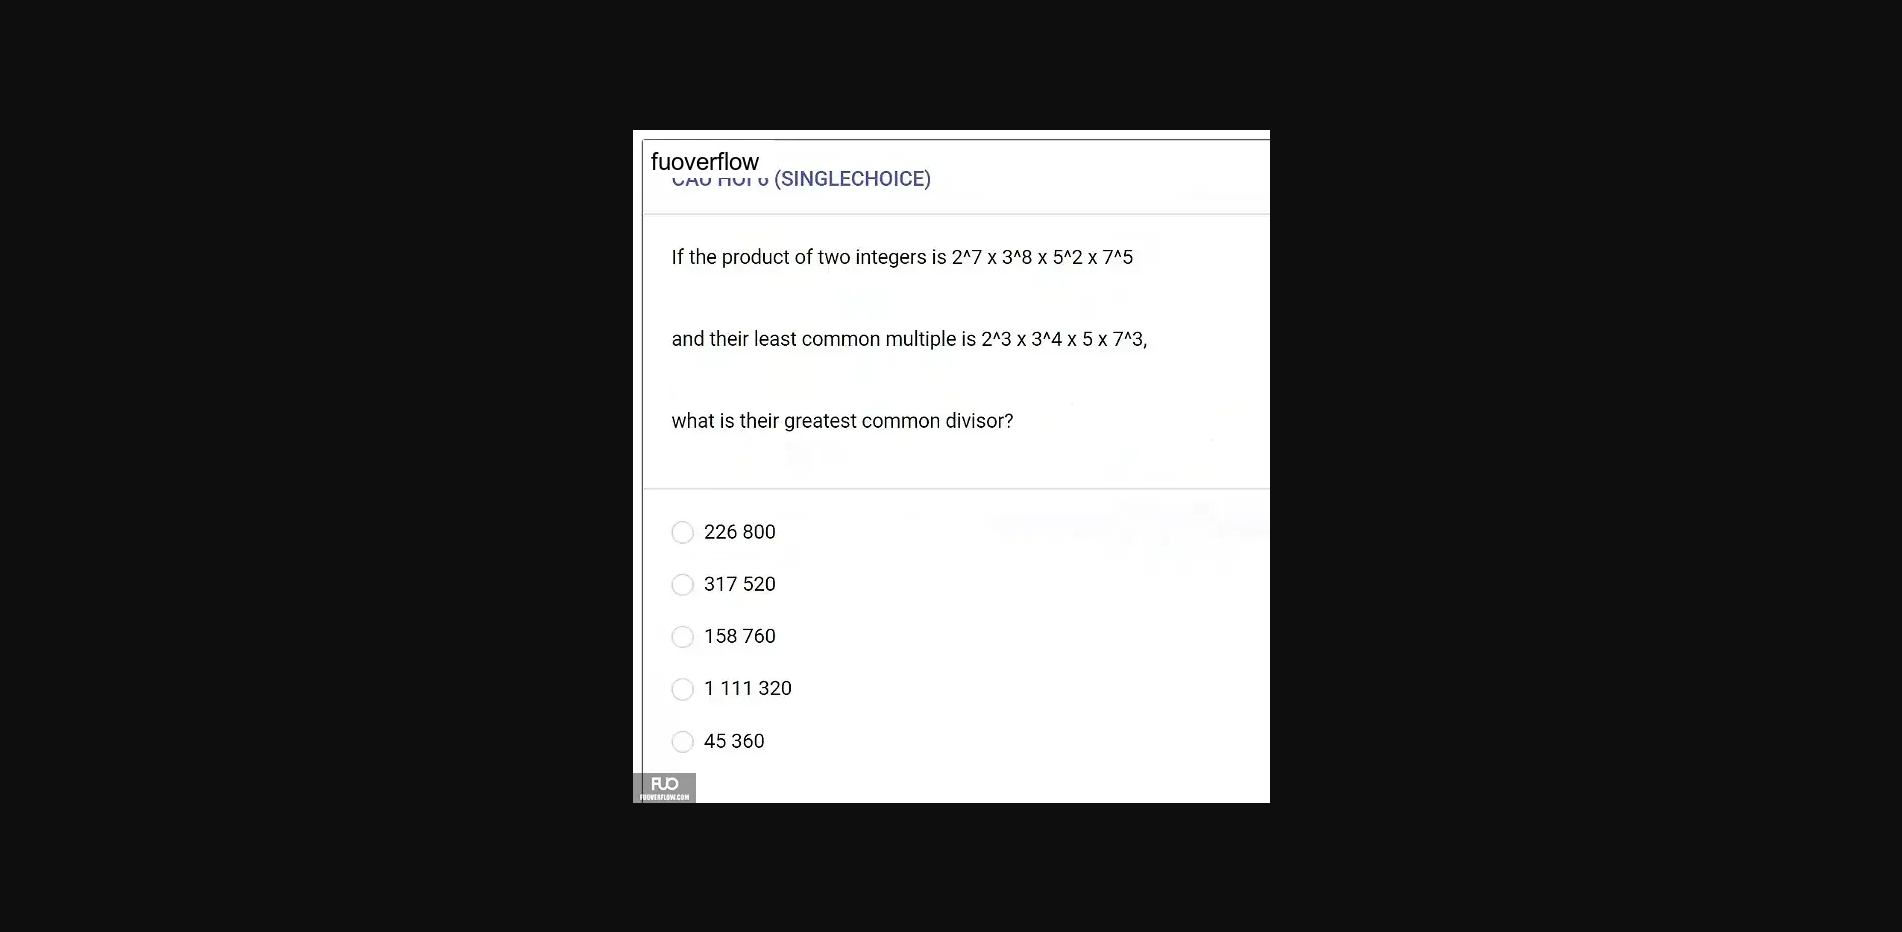 fuoverflow
(SINGLECHOICE)
If the product of two integers is 2^7 x 3^8 x 5^2 x 7^5
and their least common multiple is 2^3 x 3^4 x 5 x 7^3,
what is their greatest common divisor?
226 800
317 520
158 760
1 111 320
45 360
FUO
FUOVERFLOW.COM